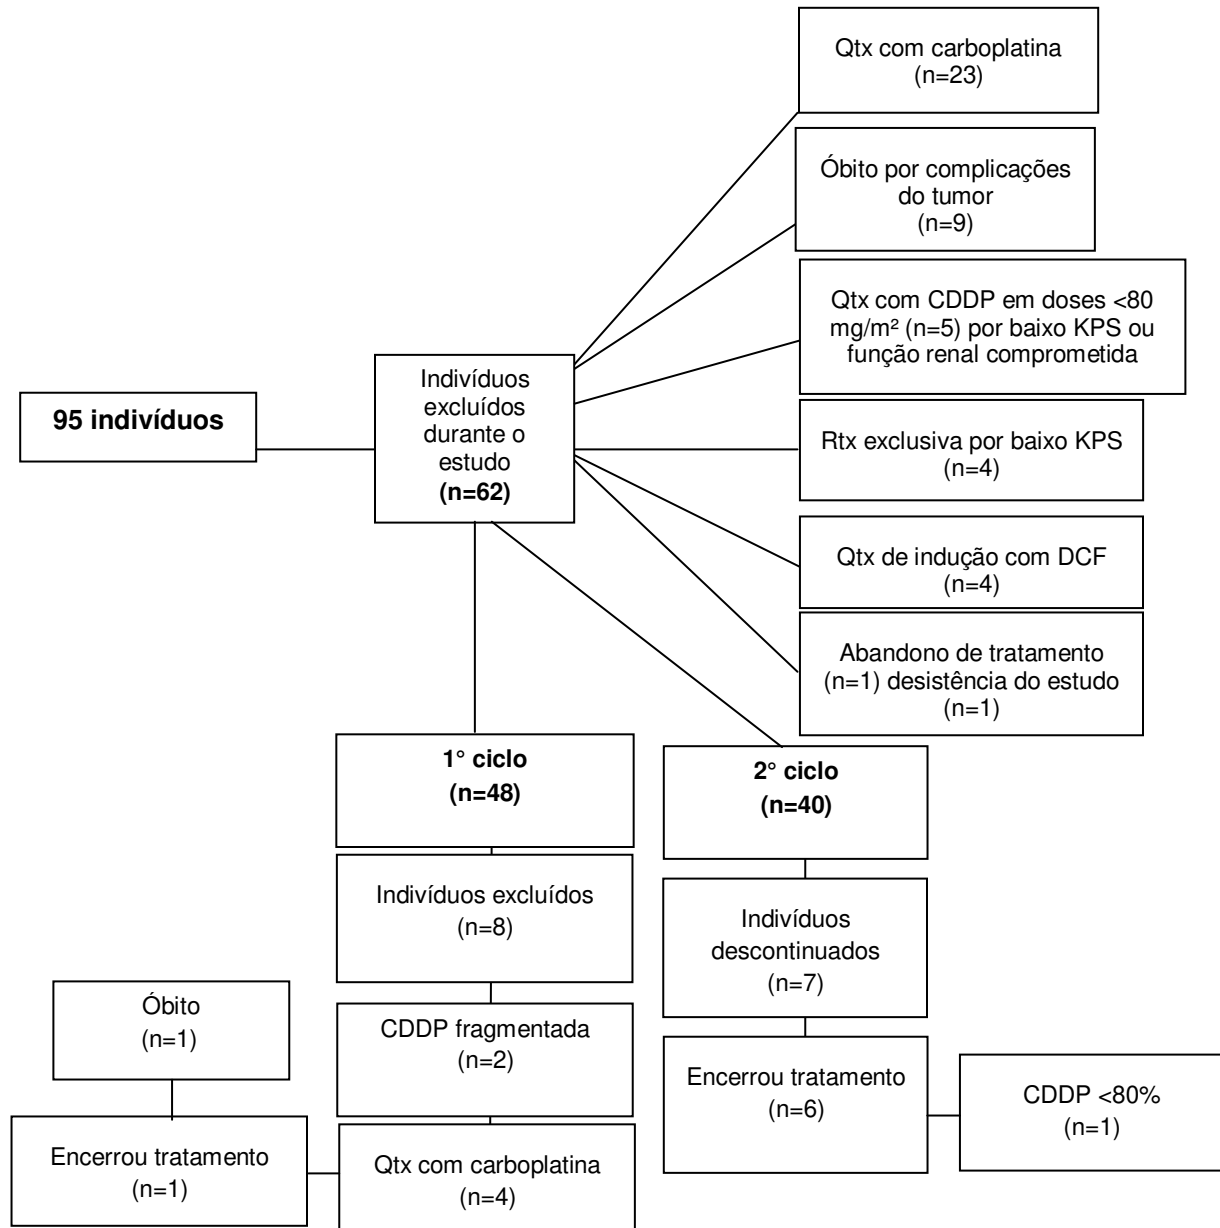 Qtx com carboplatina
(n=23)
Óbito por complicações
do tumor
(n=9)
Qtx com CDDP em doses <80
mg/m² (n=5) por baixo KPS ou
função renal comprometida
95 indivíduos
Indivíduos
excluídos
durante o
estudo
(n=62)
Rtx exclusiva por baixo KPS
(n=4)
Qtx de indução com DCF
(n=4)
Abandono de tratamento
(n=1) desistência do estudo
(n=1)
1° ciclo
(n=48)
2° ciclo
(n=40)
Indivíduos excluídos
(n=8)
Indivíduos
descontinuados
(n=7)
Óbito
(n=1)
CDDP fragmentada
(n=2)
Encerrou tratamento
(n=6)
CDDP <80%
(n=1)
Encerrou tratamento
(n=1)
Qtx com carboplatina
(n=4)